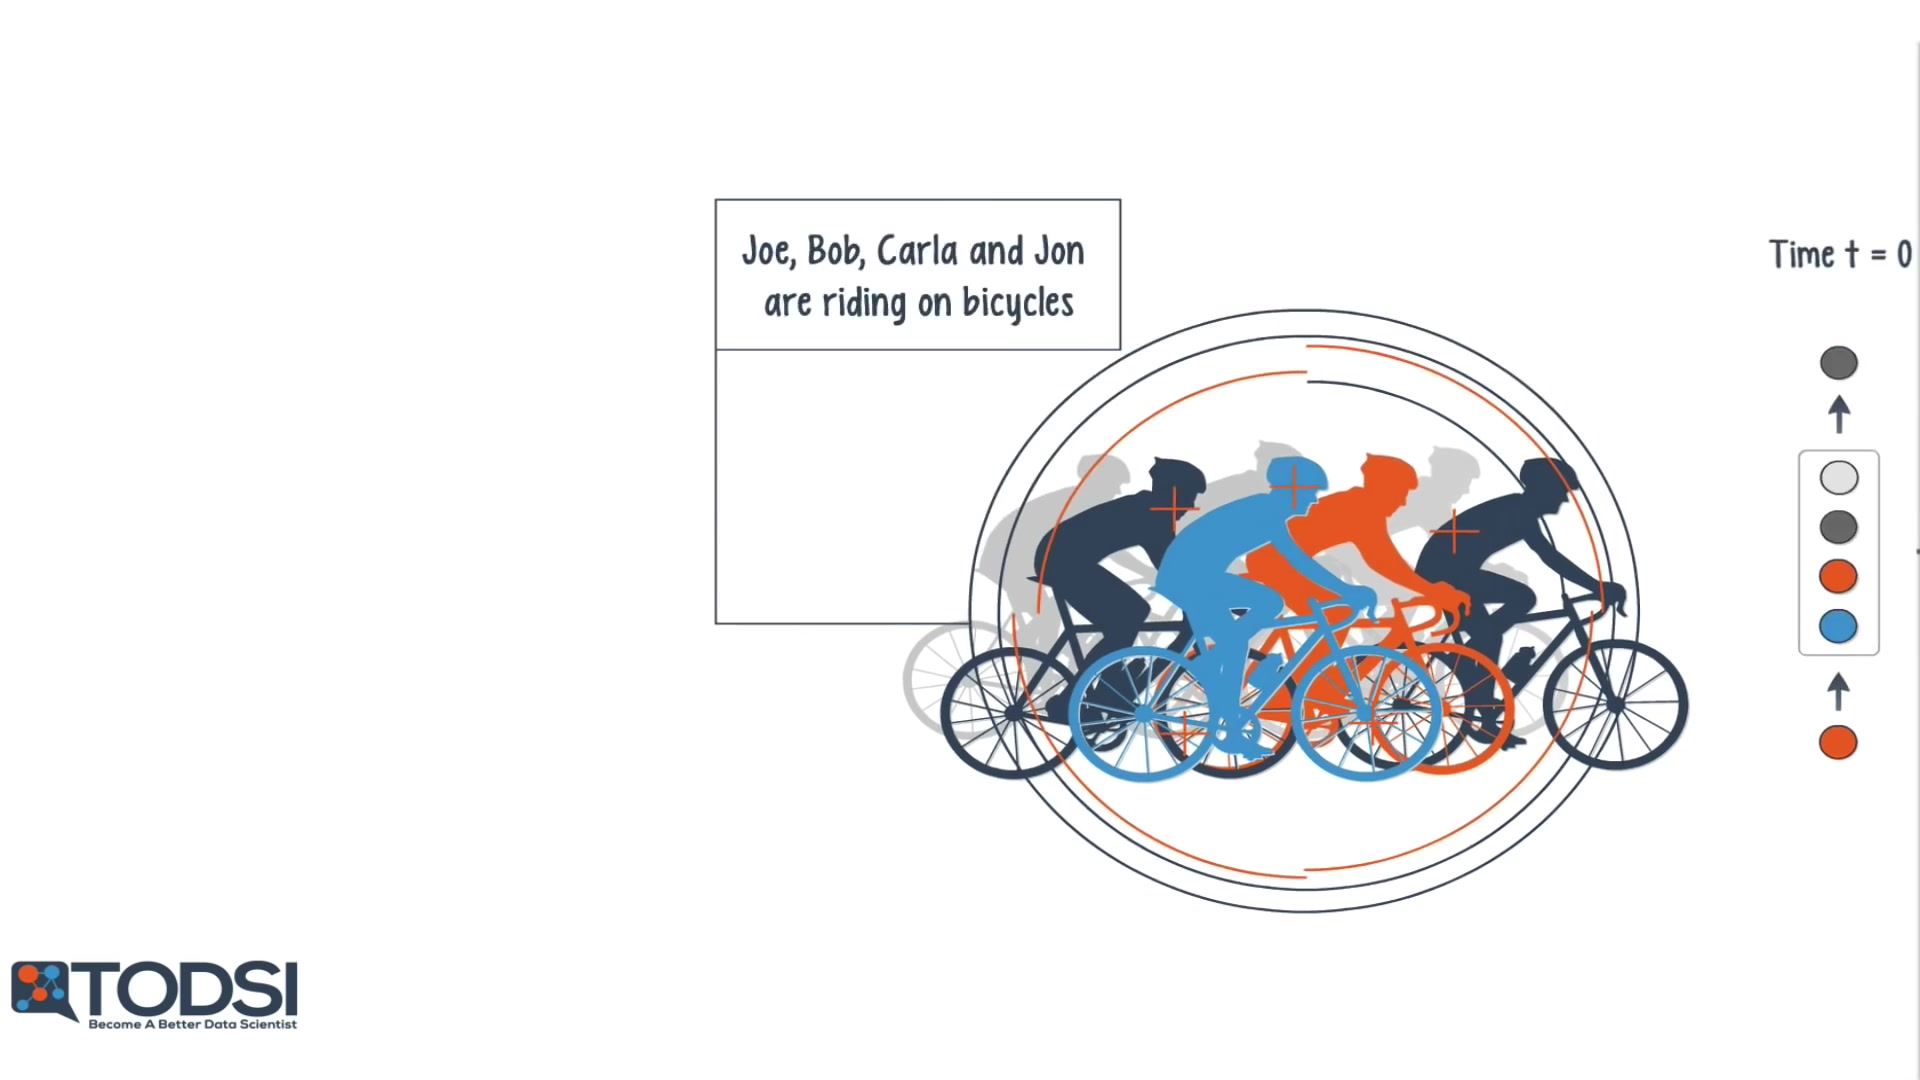 Joe, Bob, Carla and Jon
are riding on bicycles
Time t = 0
TODSI
Become A Better Data Scientist